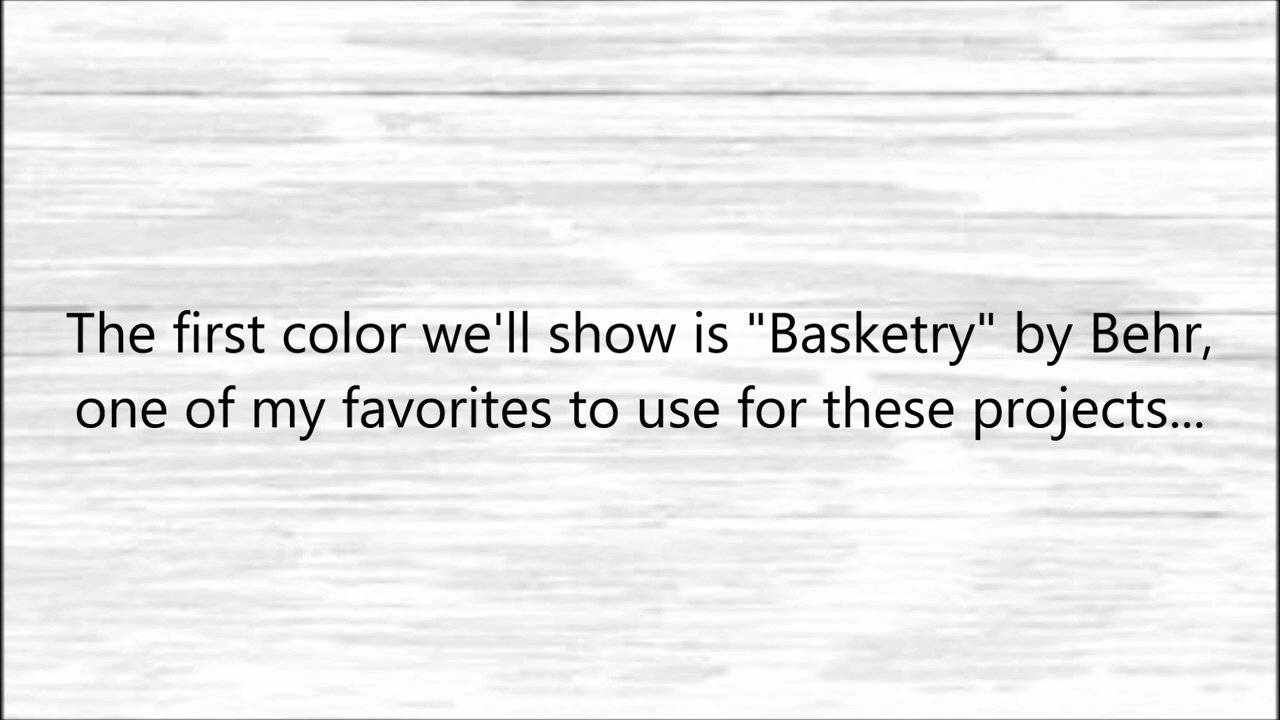 The first color we'll show is "Basketry" by Behr,
one of my favorites to use for these projects...